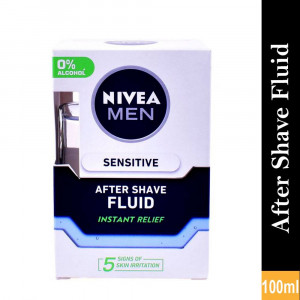 0%
ALCOHOL
NIVEA
MEN
SENSITIVE
AFTER SHAVE
FLUID
INSTANT RELIEF
5 SIGNS OF
SKIN IRRITATION
After Shave Fluid
100ml